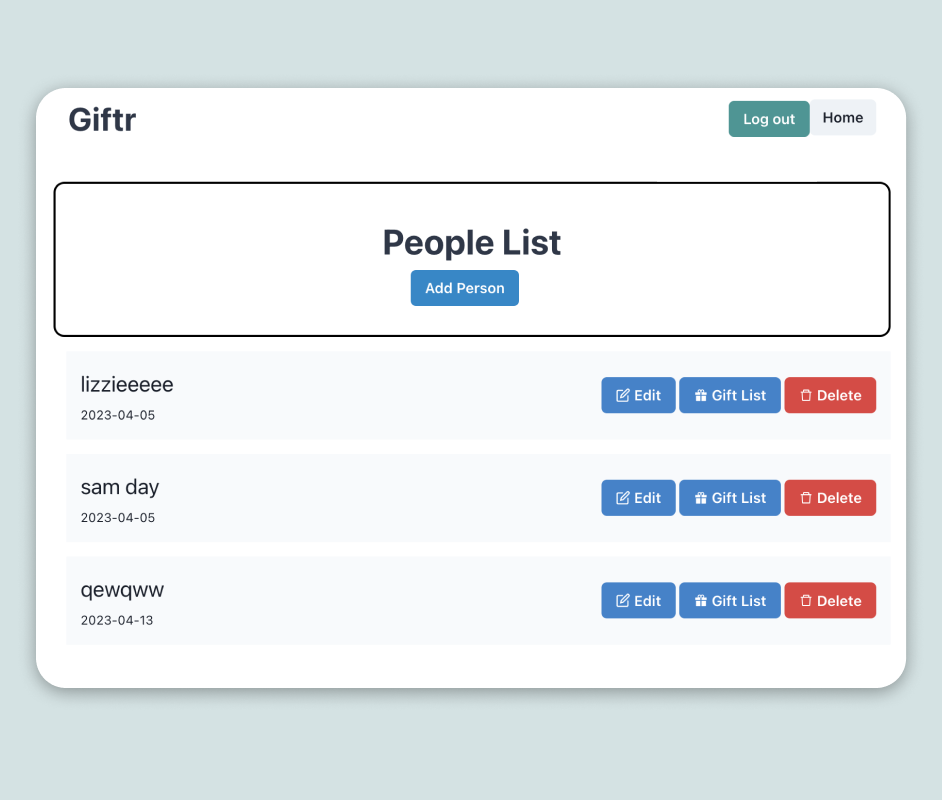 Giftr
Log out Home
People List
Add Person
lizzieeeee
2023-04-05
Edit Gift List Delete
sam day
2023-04-05
Edit Gift List Delete
qewqww
2023-04-13
Edit Gift List Delete